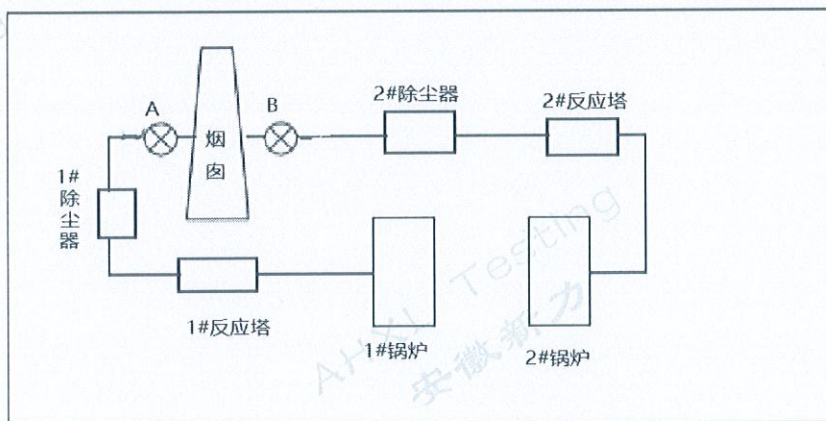 A
B
烟
囱
2#除尘器
2#反应塔
1#
除
尘
器
1#反应塔
1#锅炉
2#锅炉
AHXL Testing
安徽新力